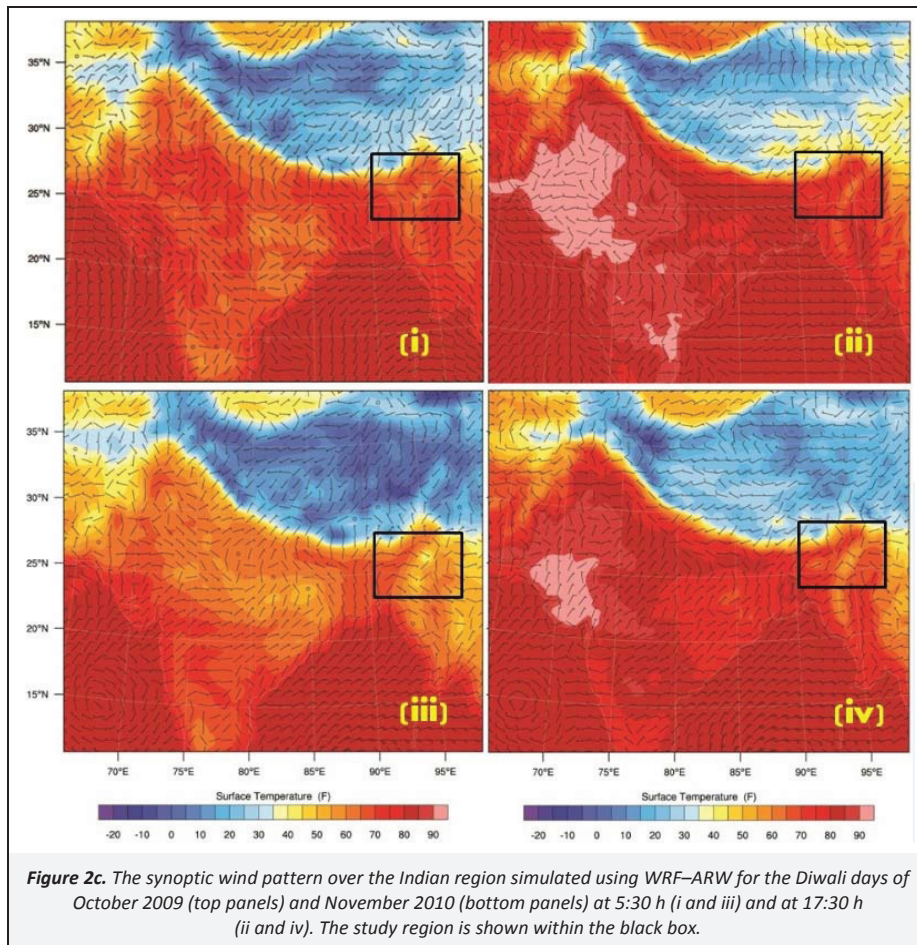 35°N
30°N
25°N
20°N
15°N
(i)
(ii)
35°N
30°N
25°N
20°N
15°N
(iii)
(iv)
70°E 75°E 80°E 85°E 90°E 95°E 70°E 75°E 80°E 85°E 90°E 95°E
Surface Temperature (F) Surface Temperature (F)
-20 -10 0 10 20 30 40 50 60 70 80 90 -20 -10 0 10 20 30 40 50 60 70 80 90
Figure 2c. The synoptic wind pattern over the Indian region simulated using WRF–ARW for the Diwali days of
October 2009 (top panels) and November 2010 (bottom panels) at 5:30 h (i and iii) and at 17:30 h
(ii and iv). The study region is shown within the black box.